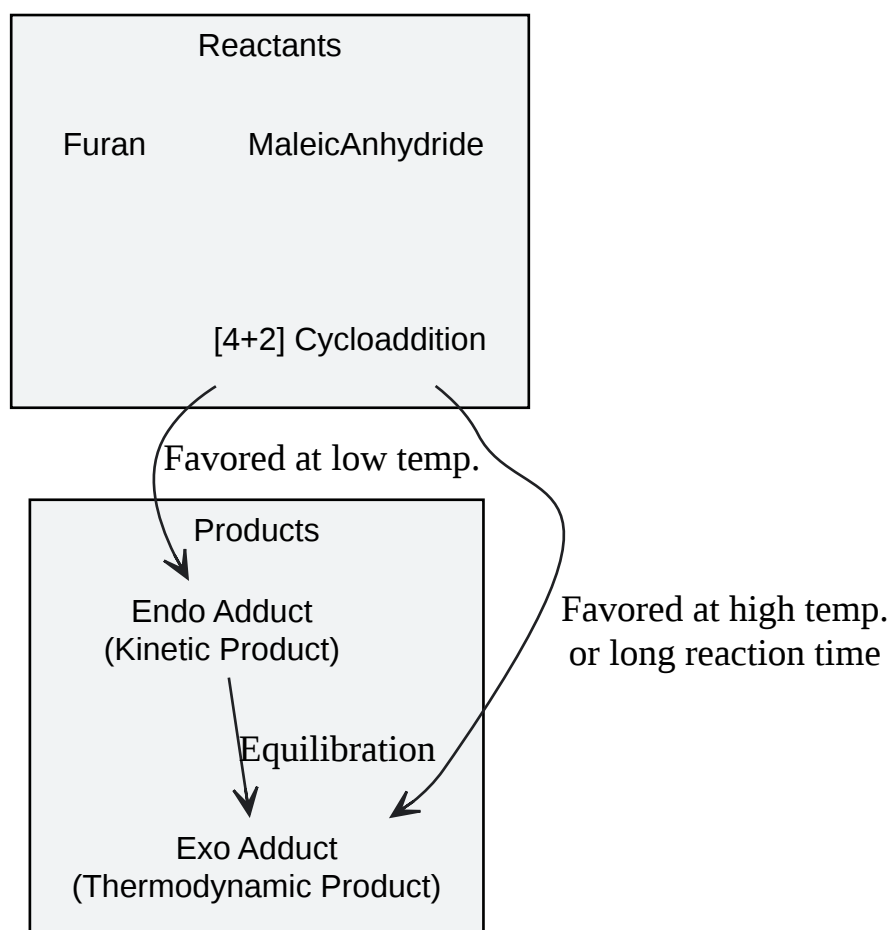 Reactants
Furan
MaleicAnhydride
[4+2] Cycloaddition
Favored at low temp.
Products
Endo Adduct
(Kinetic Product)
Favored at high temp.
or long reaction time
Equilibration
Exo Adduct
(Thermodynamic Product)